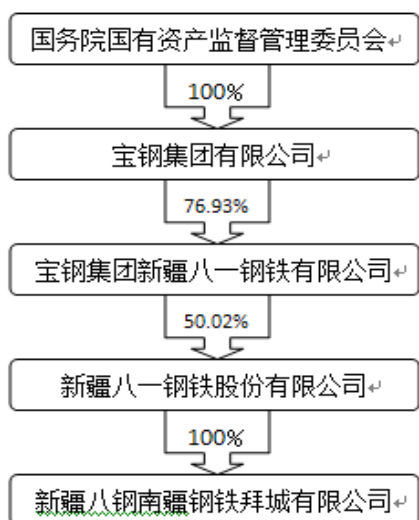 国务院国有资产监督管理委员会
100%
宝钢集团有限公司
76.93%
宝钢集团新疆八一钢铁有限公司
50.02%
新疆八一钢铁股份有限公司
100%
新疆八钢南疆钢铁拜城有限公司